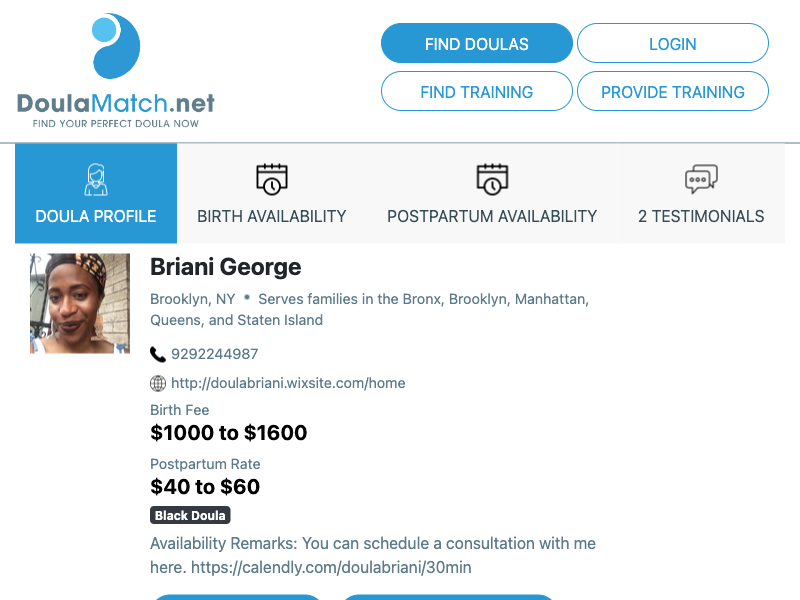 DoulaMatch.net
FIND YOUR PERFECT DOULA NOW
FIND DOULAS
LOGIN
FIND TRAINING
PROVIDE TRAINING
DOULA PROFILE
BIRTH AVAILABILITY
POSTPARTUM AVAILABILITY
2 TESTIMONIALS
Briani George
Brooklyn, NY • Serves families in the Bronx, Brooklyn, Manhattan,
Queens, and Staten Island
9292244987
http://doulabriani.wixsite.com/home
Birth Fee
$1000 to $1600
Postpartum Rate
$40 to $60
Black Doula
Availability Remarks: You can schedule a consultation with me
here. https://calendly.com/doulabriani/30min